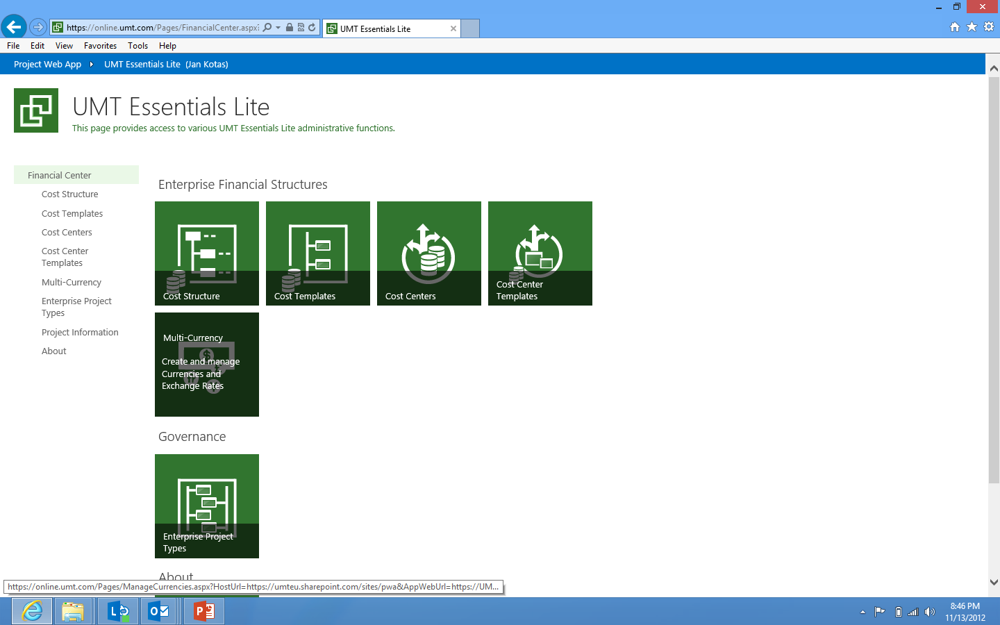 https://online.umt.com/Pages/FinancialCenter.aspx?
UMT Essentials Lite
File Edit View Favorites Tools Help
Project Web App UMT Essentials Lite (Jan Kotas)
UMT Essentials Lite
This page provides access to various UMT Essentials Lite administrative functions.
Financial Center
Cost Structure
Cost Templates
Cost Centers
Cost Center
Templates
Multi-Currency
Enterprise Project
Types
Project Information
About
Enterprise Financial Structures
Cost Structure
Cost Templates
Cost Centers
Cost Center
Templates
Multi-Currency
Create and manage
Currencies and
Exchange Rates
Governance
Enterprise Project
Types
About
https://online.umt.com/Pages/ManageCurrencies.aspx?HostUrl=https://umteu.sharepoint.com/sites/pwa&AppWebUrl=https://UM...
8:46 PM
11/13/2012